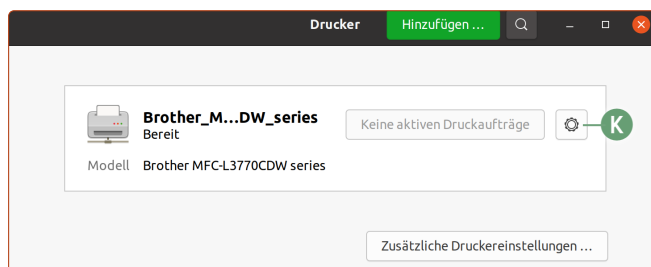 Drucker
Hinzufügen ...
Brother_M...DW_series
Bereit
Keine aktiven Druckaufträge
K
Modell Brother MFC-L3770CDW series
Zusätzliche Druckereinstellungen ...